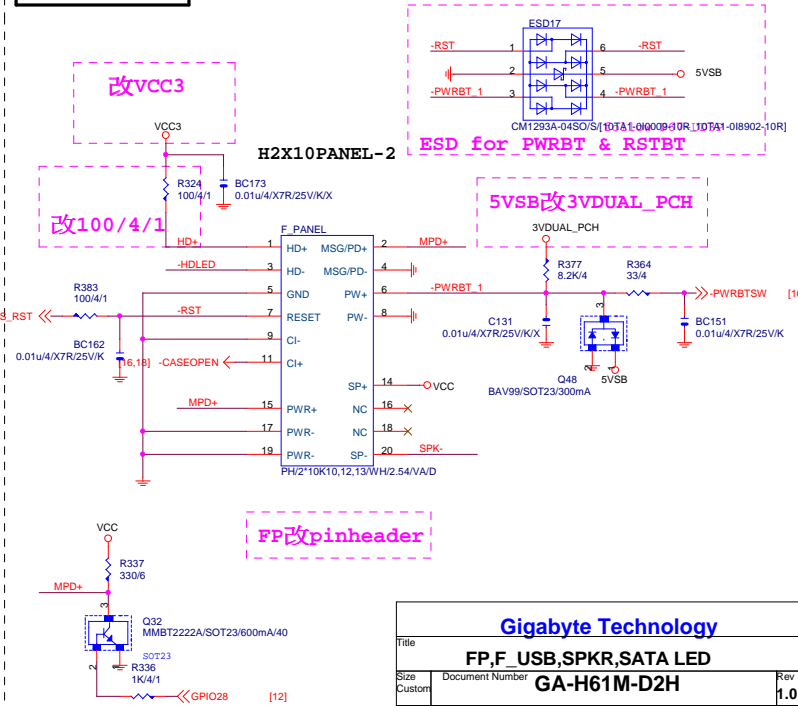 ESD17
-RST
1
6
-RST
2
5
5VSB
-PWRBT_1
3
4
-PWRBT_1
ESD for PWRBT & RSTBT
改VCC3
VCC3
H2X10PANEL-2
R324
100/4/1
BC173
0.01u/4/X7R/25V/K/X
改100/4/1
5VSB改3VDUAL_PCH
3VDUAL_PCH
R377
8.2K/4
R364
33/4
F_PANEL
HD+
1
HD+
MSG/PD+
2
MPD+
-HDLED
3
HD-
MSG/PD-
4
5
GND
PW+
6
-PWRBT_1
-PWRBTSW
R383
100/4/1
S_RST
-RST
7
RESET
PW-
8
BC162
0.01u/4/X7R/25V/K
9
CI-
[16,18]
-CASEOPEN
11
CI+
C131
0.01u/4/X7R/25V/K/X
3
2
1
5VSB
Q48
BAV99/SOT23/300mA
BC151
0.01u/4/X7R/25V/K
SP+
14
VCC
MPD+
15
PWR+
NC
16
17
PWR-
NC
18
19
PWR-
SP-
20
SPK-
PH/2*10K10,12,13/WH/2.54/VA/D
FP改pinheader
VCC
R337
330/6
MPD+
3
Q32
MMBT2222A/SOT23/600mA/40
SOT23
2
R336
1K/4/1
GPIO28
[12]
Gigabyte Technology
Title
FP,F_USB,SPKR,SATA LED
Size
Custom
Document Number
GA-H61M-D2H
Rev
1.0